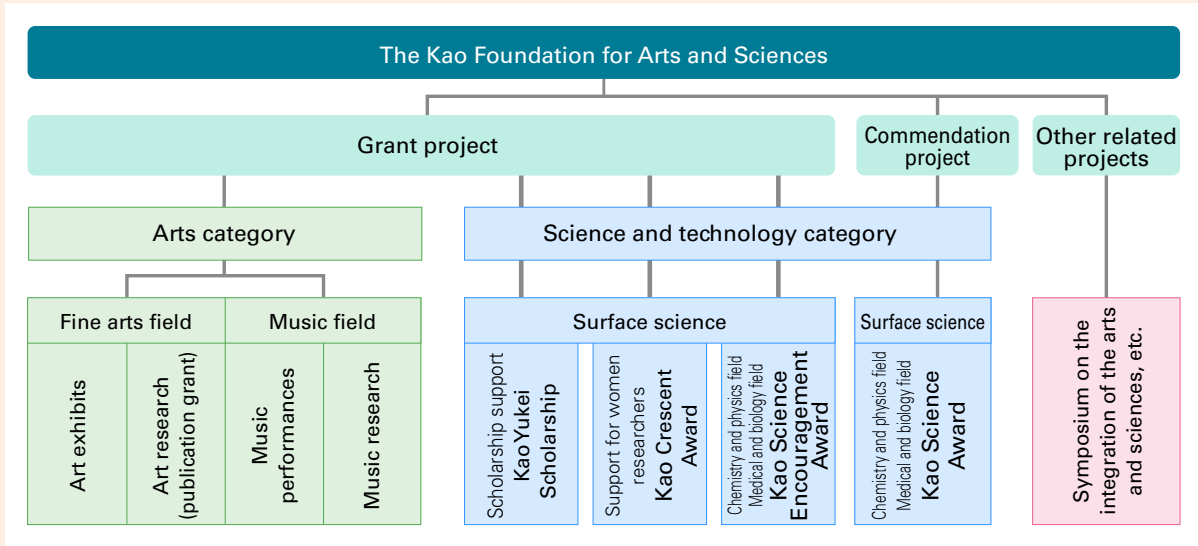 The Kao Foundation for Arts and Sciences
Grant project
Commendation
project
Other related
projects
Arts category
Science and technology category
Fine arts field
Music field
Surface science
Surface science
Art exhibits
Art research
(publication grant)
Music
performances
Music research
Scholarship support
Kao Yukei
Scholarship
Support for women
researchers
Kao Crescent
Award
Chemistry and physics field
Medical and biology field
Kao Science
Encouragement
Award
Chemistry and physics field
Medical and biology field
Kao Science
Award
Symposium on the
integration of the arts
and sciences, etc.